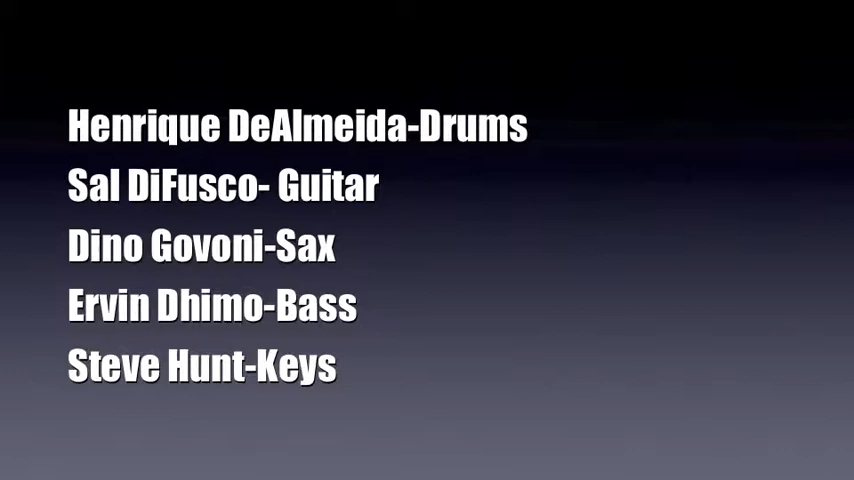 Henrique DeAlmeida-Drums
Sal DiFusco- Guitar
Dino Govoni-Sax
Ervin Dhimo-Bass
Steve Hunt-Keys